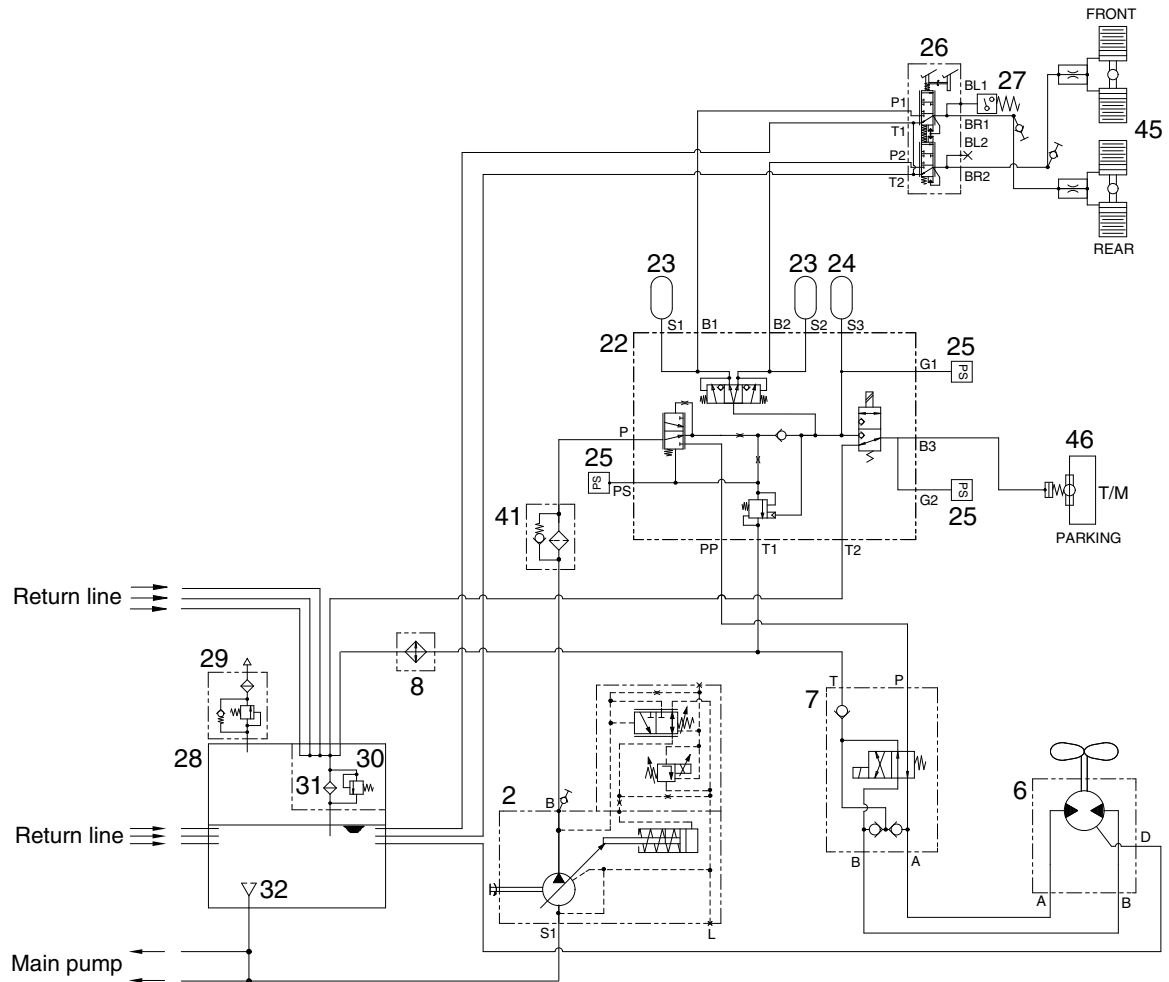 FRONT
26
BL1
27
P1
BR1
T1
BL2
45
P2
BR2
T2
REAR
23
23
24
S1
B1
B2
S2
S3
22
G1
25
PS
P
B3
46
25
PS
PS
T/M
G2
PS
25
41
PARKING
PP
T1
T2
Return line
29
8
T
P
7
28
30
31
2
B
6
Return line
D
32
B
A
A
B
S1
L
Main pump